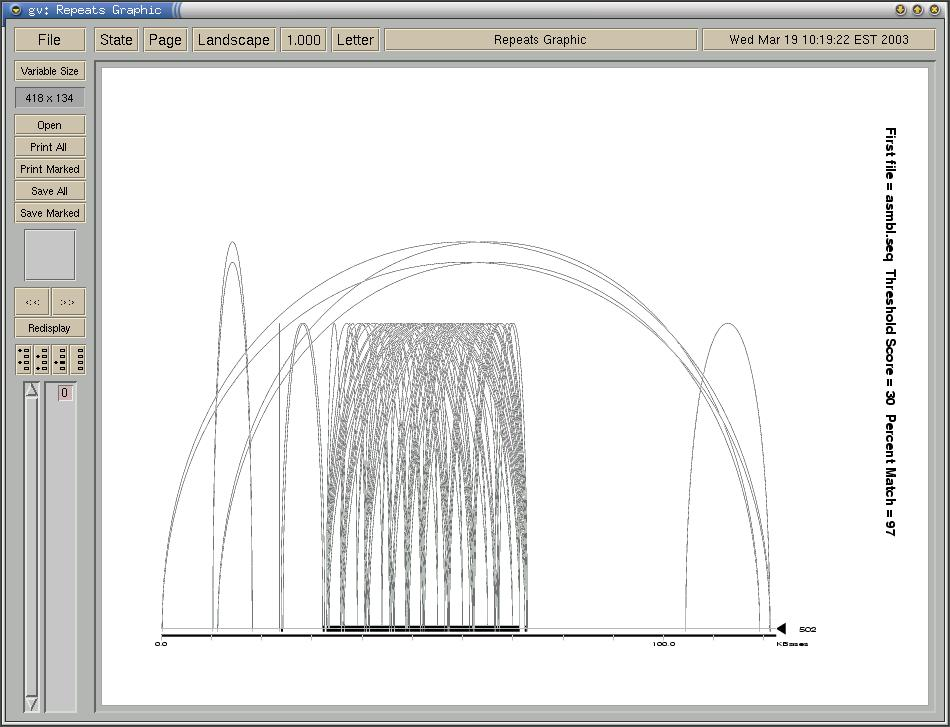 gv: Repeats Graphic
File State Page Landscape 1.000 Letter Repeats Graphic Wed Mar 19 10:19:22 EST 2003
Variable Size
418 x 134
Open
Print All
Print Marked
Save All
Save Marked
<< >>
Redisplay
0
First file = asmbl.seq Threshold Score = 30 Percent Match = 97
SO2
0.0 100.0 KBases